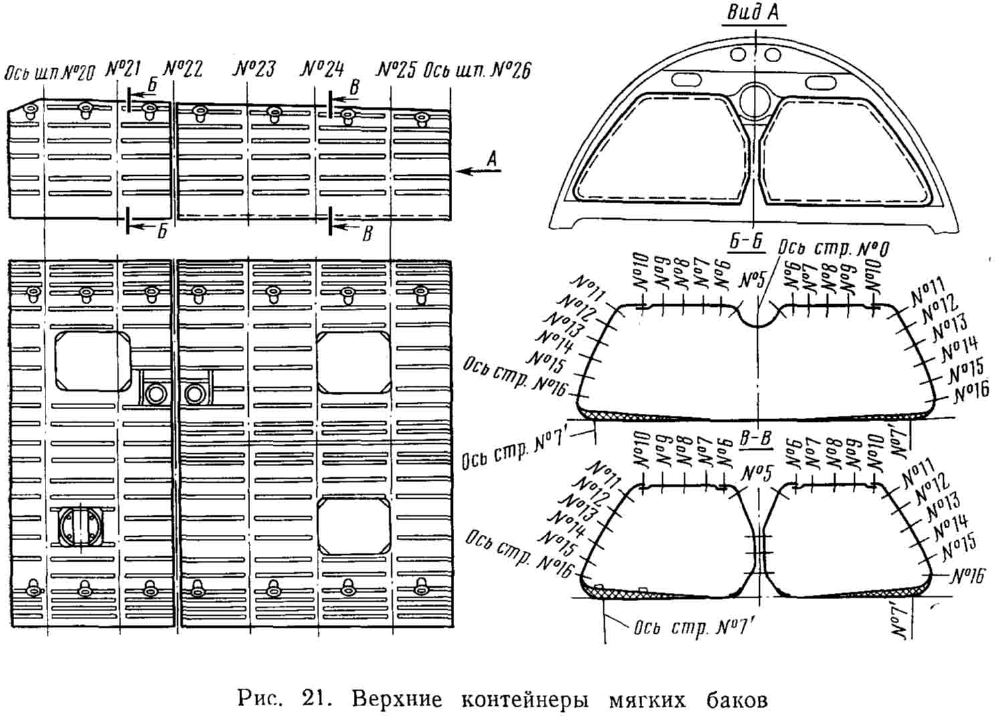 Вид А
Ось шп. №20 №21 №22 №23 №24 №25 Ось шп. №26
Б В
А
Б В
Б-Б
Ось стр. №0
№10 №9 №8 №7 №6 №5 №6 №7 №8 №9 №10
№11 №11
№12 №12
№13 №13
№14 №14
№15 №15
Ось стр. №16 №16
Ось стр. №7' №7'
В-В
№10 №9 №8 №7 №6 №5 №6 №7 №8 №9 №10
№11 №11
№12 №12
№13 №13
№14 №14
№15 №15
Ось стр. №16 №16
Ось стр. №7' №7'
Рис. 21. Верхние контейнеры мягких баков